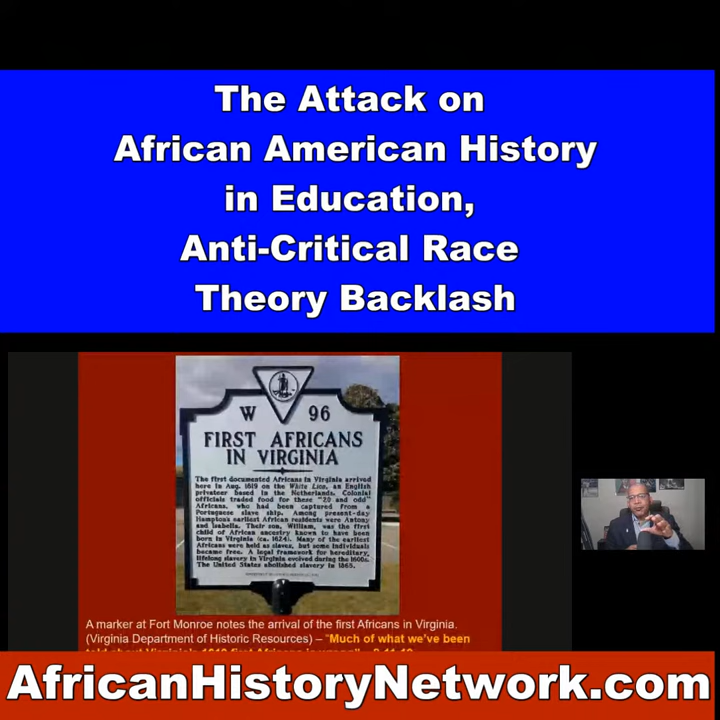 The Attack on
African American History
in Education,
Anti-Critical Race
Theory Backlash
W 96
FIRST AFRICANS
IN VIRGINIA
The first documented Africans in Virginia arrived
here in Aug. 1619 on the White Lion, an English
privateer based in the Netherlands. Colonial
officials traded food for these "20 and odd"
Africans, who had been captured from a
Portuguese slave ship. Among present-day
Hampton's earliest African residents were Antony
and Isabella. Their son, William, was the first
child of African ancestry known to have been
born in Virginia (ca. 1624). Many of the earliest
Africans were held as slaves, but some individuals
became free. A legal framework for hereditary,
lifelong slavery in Virginia evolved during the 1600s.
The United States abolished slavery in 1865.
A marker at Fort Monroe notes the arrival of the first Africans in Virginia.
(Virginia Department of Historic Resources) – "Much of what we've been
AfricanHistoryNetwork.com